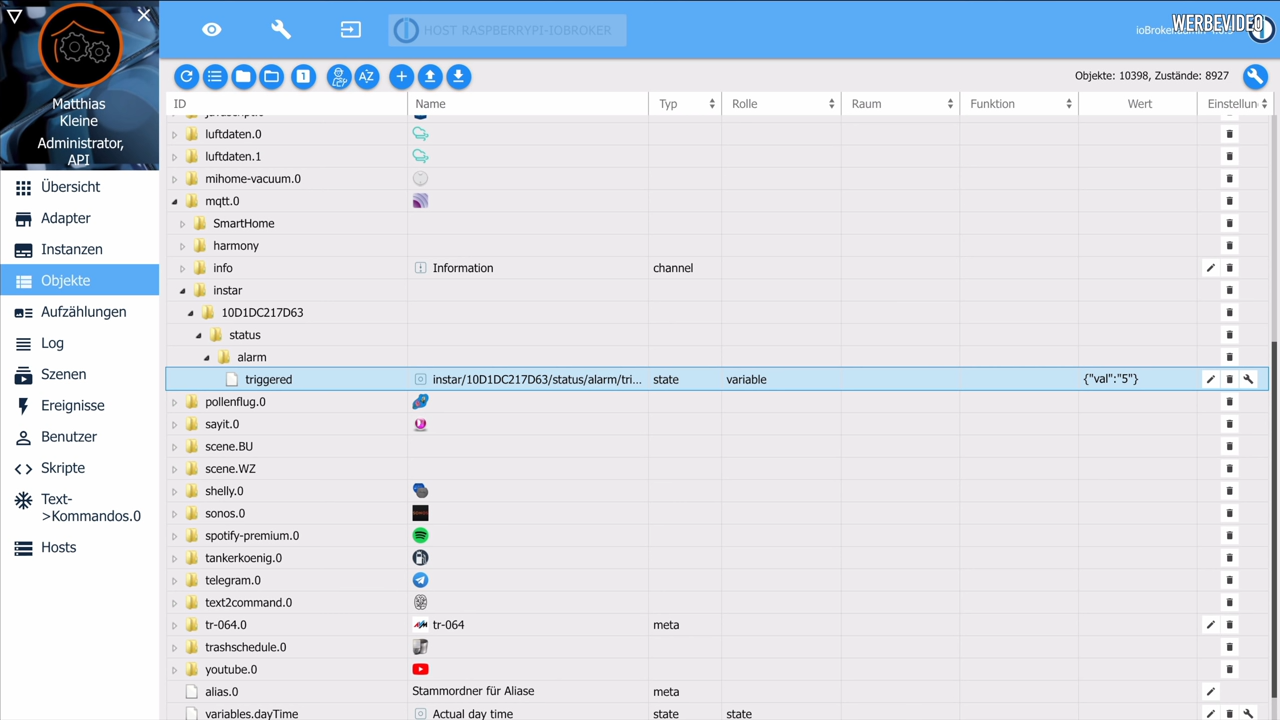 WERBEVIDEO
HOST RASPBERRYPI-IOBROKER
Matthias
Kleine
Administrator,
API
Übersicht
Adapter
Instanzen
Objekte
Aufzählungen
Log
Szenen
Ereignisse
Benutzer
Skripte
Text-
>Kommandos.0
Hosts
1
AZ
Objekte: 10398, Zustände: 8927
ID Name Typ Rolle Raum Funktion Wert Einstellun
luftdaten.0
luftdaten.1
mihome-vacuum.0
mqtt.0
SmartHome
harmony
info Information channel
instar
10D1DC217D63
status
alarm
triggered instar/10D1DC217D63/status/alarm/tri... state variable {"val":"5"}
pollenflug.0
sayit.0
scene.BU
scene.WZ
shelly.0
sonos.0
spotify-premium.0
tankerkoenig.0
telegram.0
text2command.0
tr-064.0 tr-064 meta
trashschedule.0
youtube.0
alias.0 Stammordner für Aliase meta
variables.dayTime Actual day time state state